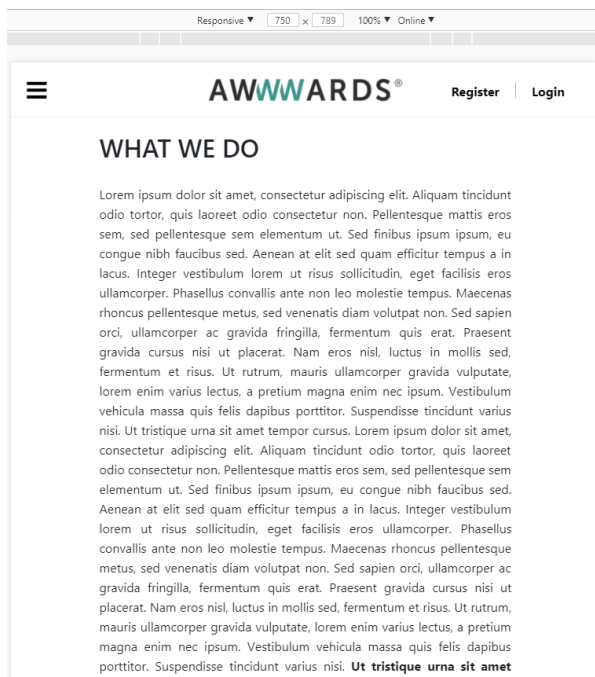 Responsive ▼ 750 × 789 100% ▼ Online ▼
AWWWARDS® Register Login
WHAT WE DO
Lorem ipsum dolor sit amet, consectetur adipiscing elit. Aliquam tincidunt
odio tortor, quis laoreet odio consectetur non. Pellentesque mattis eros
sem, sed pellentesque sem elementum ut. Sed finibus ipsum ipsum, eu
congue nibh faucibus sed. Aenean at elit sed quam efficitur tempus a in
lacus. Integer vestibulum lorem ut risus sollicitudin, eget facilisis eros
ullamcorper. Phasellus convallis ante non leo molestie tempus. Maecenas
rhoncus pellentesque metus, sed venenatis diam volutpat non. Sed sapien
orci, ullamcorper ac gravida fringilla, fermentum quis erat. Praesent
gravida cursus nisi ut placerat. Nam eros nisl, luctus in mollis sed,
fermentum et risus. Ut rutrum, mauris ullamcorper gravida vulputate,
lorem enim varius lectus, a pretium magna enim nec ipsum. Vestibulum
vehicula massa quis felis dapibus porttitor. Suspendisse tincidunt varius
nisi. Ut tristique urna sit amet tempor cursus. Lorem ipsum dolor sit amet,
consectetur adipiscing elit. Aliquam tincidunt odio tortor, quis laoreet
odio consectetur non. Pellentesque mattis eros sem, sed pellentesque sem
elementum ut. Sed finibus ipsum ipsum, eu congue nibh faucibus sed.
Aenean at elit sed quam efficitur tempus a in lacus. Integer vestibulum
lorem ut risus sollicitudin, eget facilisis eros ullamcorper. Phasellus
convallis ante non leo molestie tempus. Maecenas rhoncus pellentesque
metus, sed venenatis diam volutpat non. Sed sapien orci, ullamcorper ac
gravida fringilla, fermentum quis erat. Praesent gravida cursus nisi ut
placerat. Nam eros nisl, luctus in mollis sed, fermentum et risus. Ut rutrum,
mauris ullamcorper gravida vulputate, lorem enim varius lectus, a pretium
magna enim nec ipsum. Vestibulum vehicula massa quis felis dapibus
porttitor. Suspendisse tincidunt varius nisi. Ut tristique urna sit amet